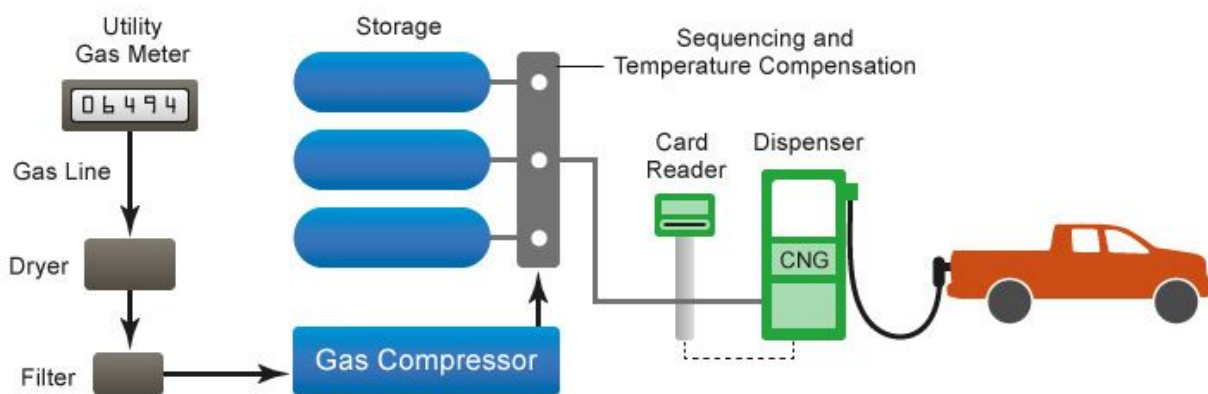 Utility
Gas Meter
06494
Gas Line
Dryer
Filter
Storage
Gas Compressor
Sequencing and
Temperature Compensation
Card
Reader
Dispenser
CNG